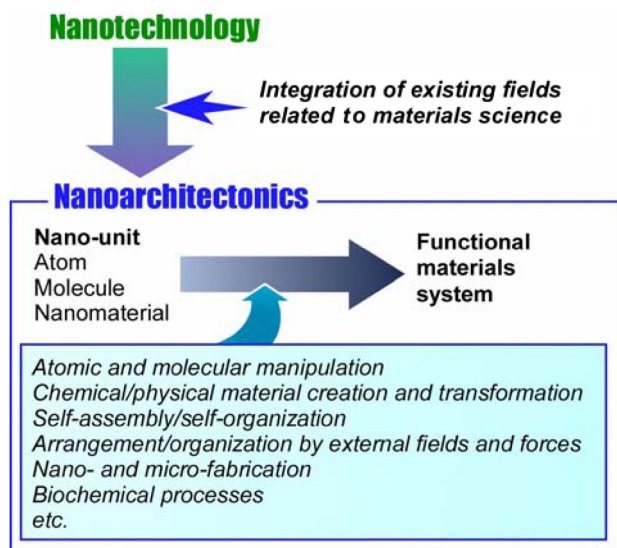 Nanotechnology
Integration of existing fields
related to materials science
Nanoarchitectonics
Nano-unit
Atom
Molecule
Nanomaterial
Functional
materials
system
Atomic and molecular manipulation
Chemical/physical material creation and transformation
Self-assembly/self-organization
Arrangement/organization by external fields and forces
Nano- and micro-fabrication
Biochemical processes
etc.